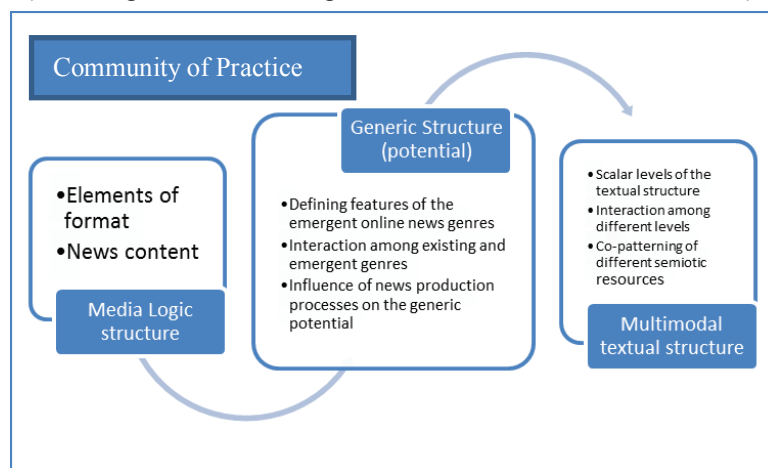 Community of Practice
•Elements of
format
•News content
Media Logic
structure
Generic Structure
(potential)
•Defining features of the
emergent online news genres
•Interaction among existing and
emergent genres
•Influence of news production
processes on the generic
potential
•Scalar levels of the
textual structure
•Interaction among
different levels
•Co-patterning of
different semiotic
resources
Multimodal
textual structure